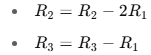 • R₂ = R₂ − 2R₁
• R₃ = R₃ − R₁